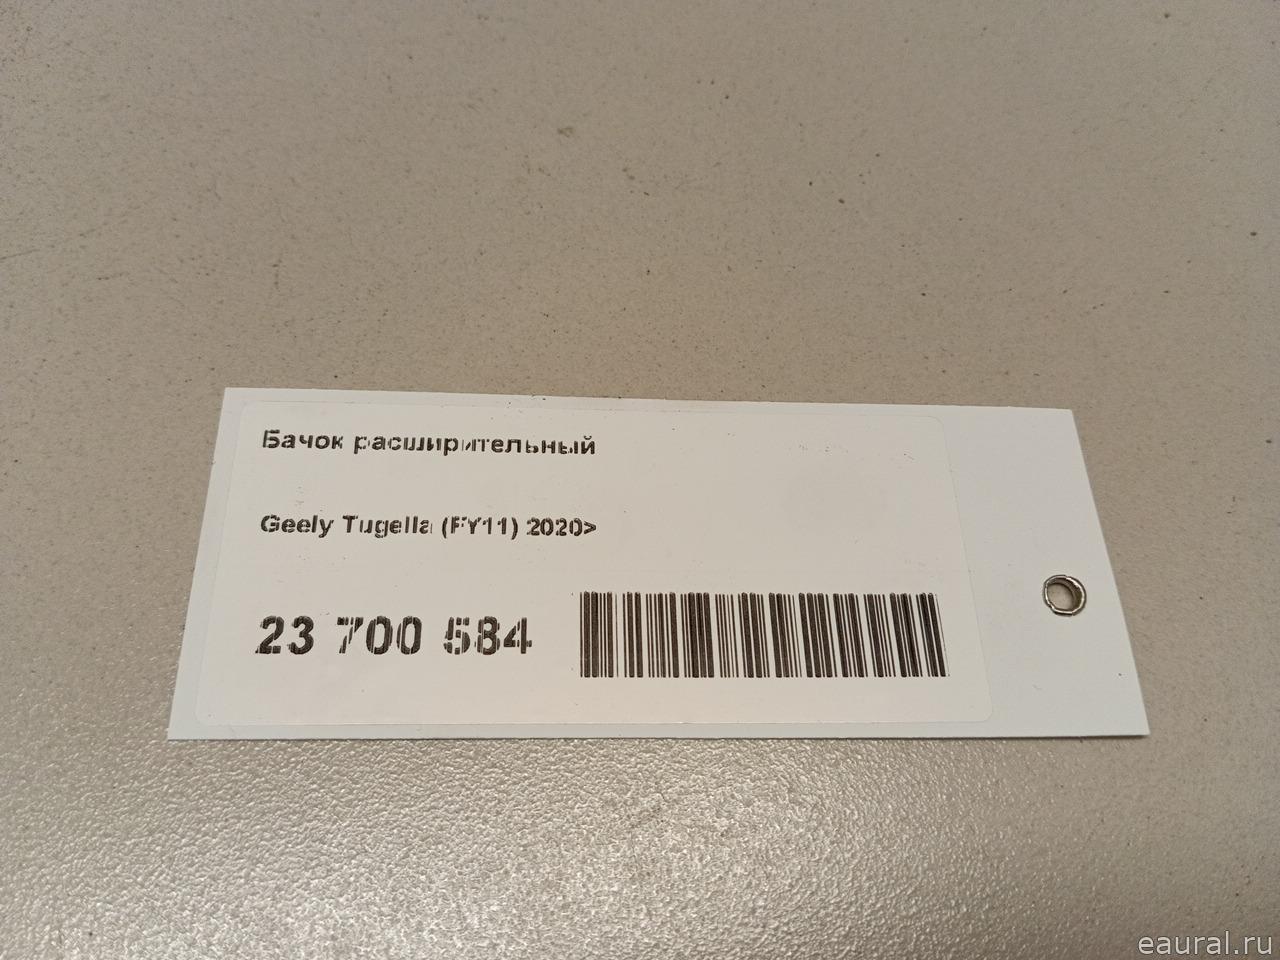 Бачок расширительный
Geely Tugella (FY11) 2020>
23 700 584
eaural.ru